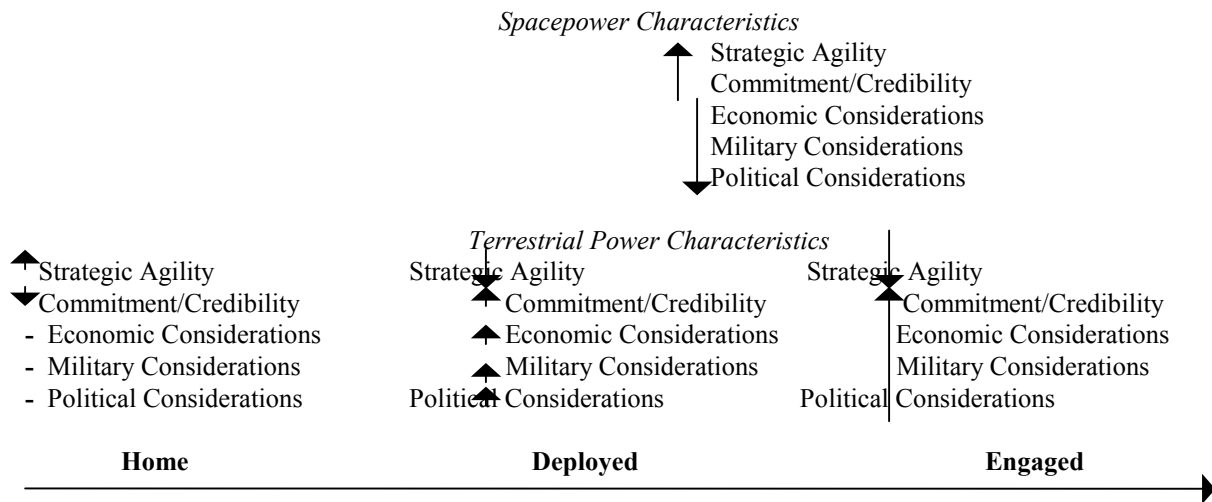 Spacepower Characteristics
Strategic Agility
Commitment/Credibility
Economic Considerations
Military Considerations
Political Considerations
Terrestrial Power Characteristics
Strategic Agility
Commitment/Credibility
- Economic Considerations
- Military Considerations
- Political Considerations
Home
Strategic Agility
Commitment/Credibility
Economic Considerations
Military Considerations
Political Considerations
Deployed
Strategic Agility
Commitment/Credibility
Economic Considerations
Military Considerations
Political Considerations
Engaged